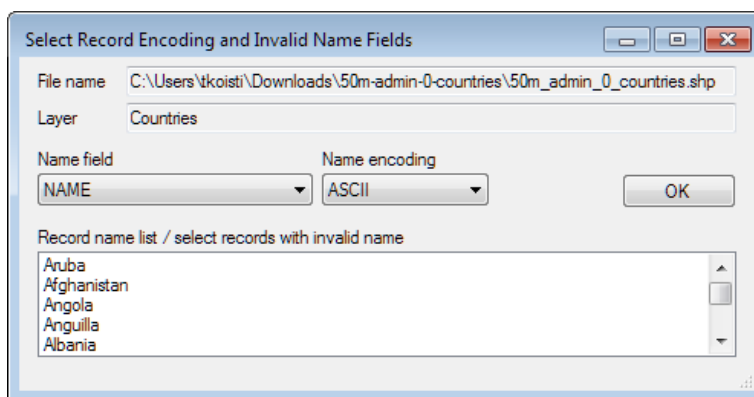 Select Record Encoding and Invalid Name Fields
File name C:\Users\tkoisti\Downloads\50m-admin-0-countries\50m_admin_0_countries.shp
Layer Countries
Name field Name encoding
NAME ASCII OK
Record name list / select records with invalid name
Aruba
Afghanistan
Angola
Anguilla
Albania